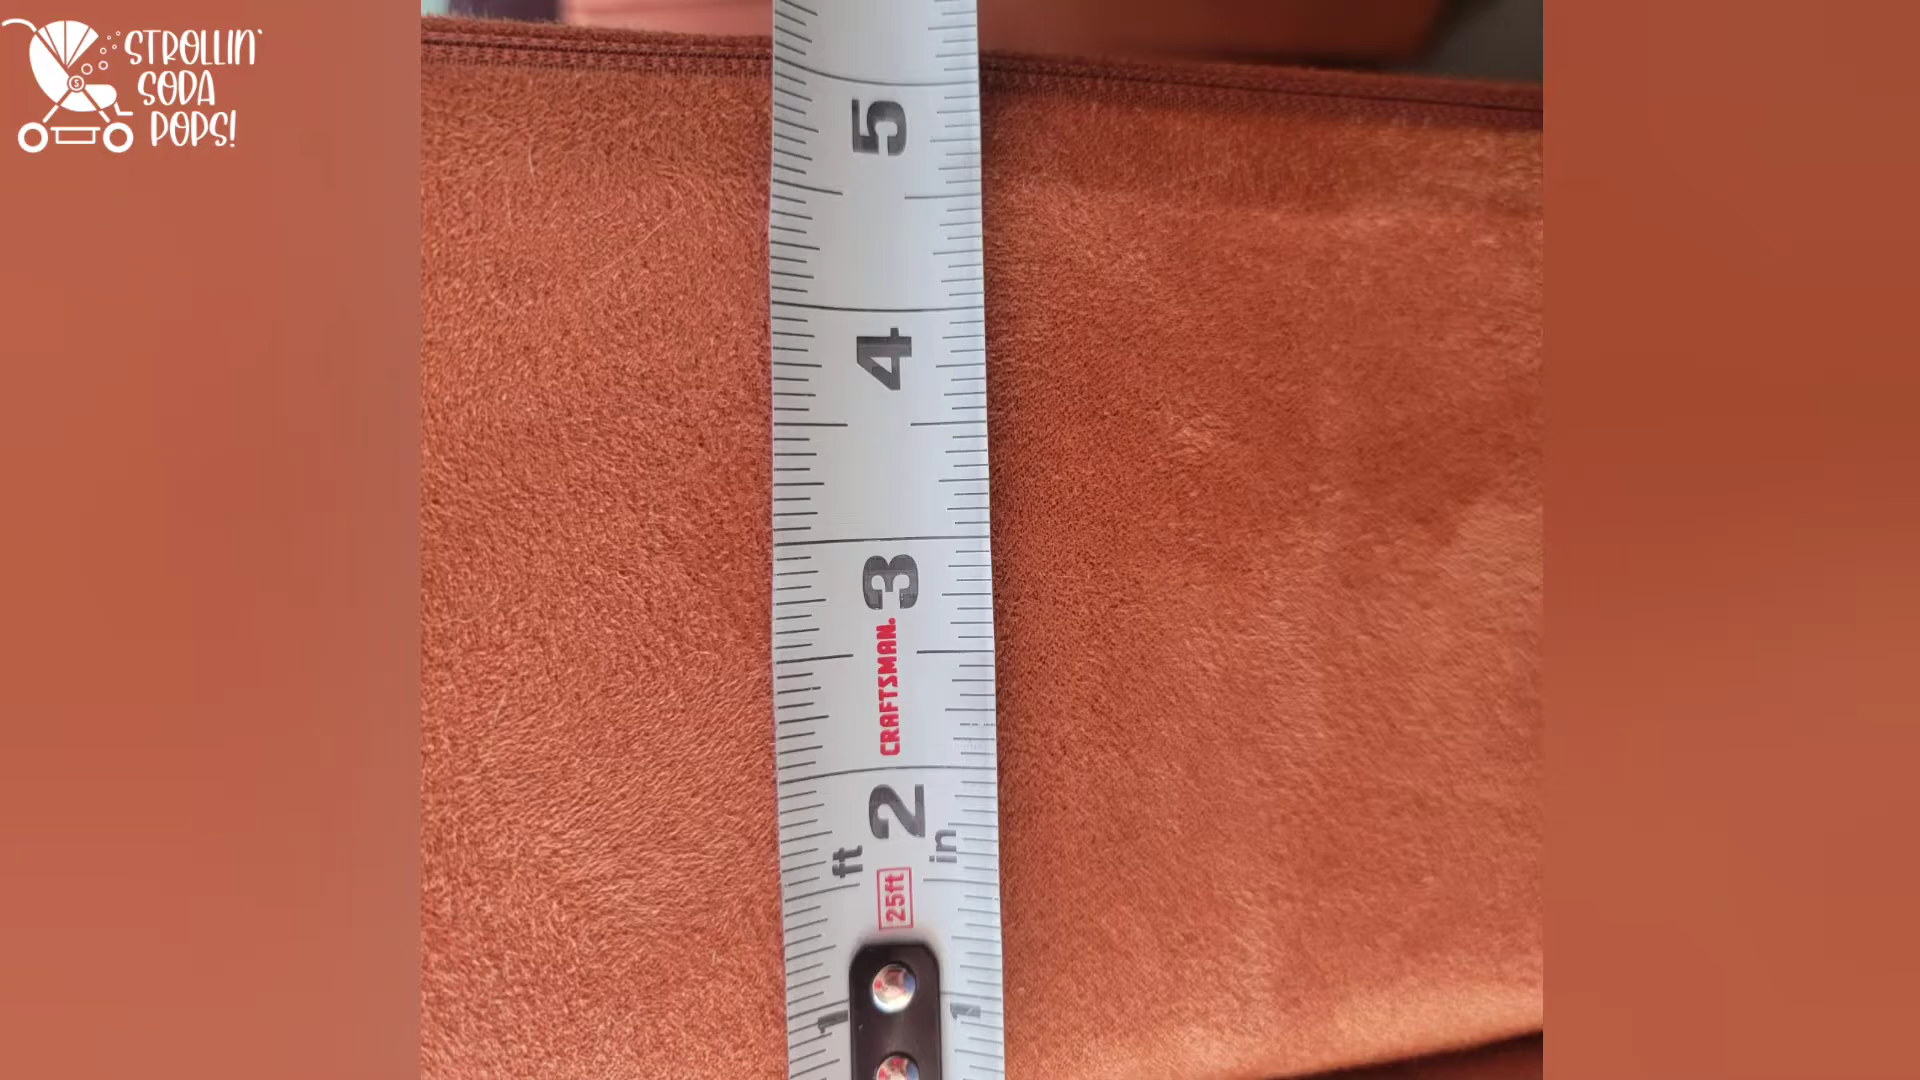 STROLLIN'
SODA
POPS!
5
4
3
CRAFTSMAN®
2
ft
in
25ft
1
1